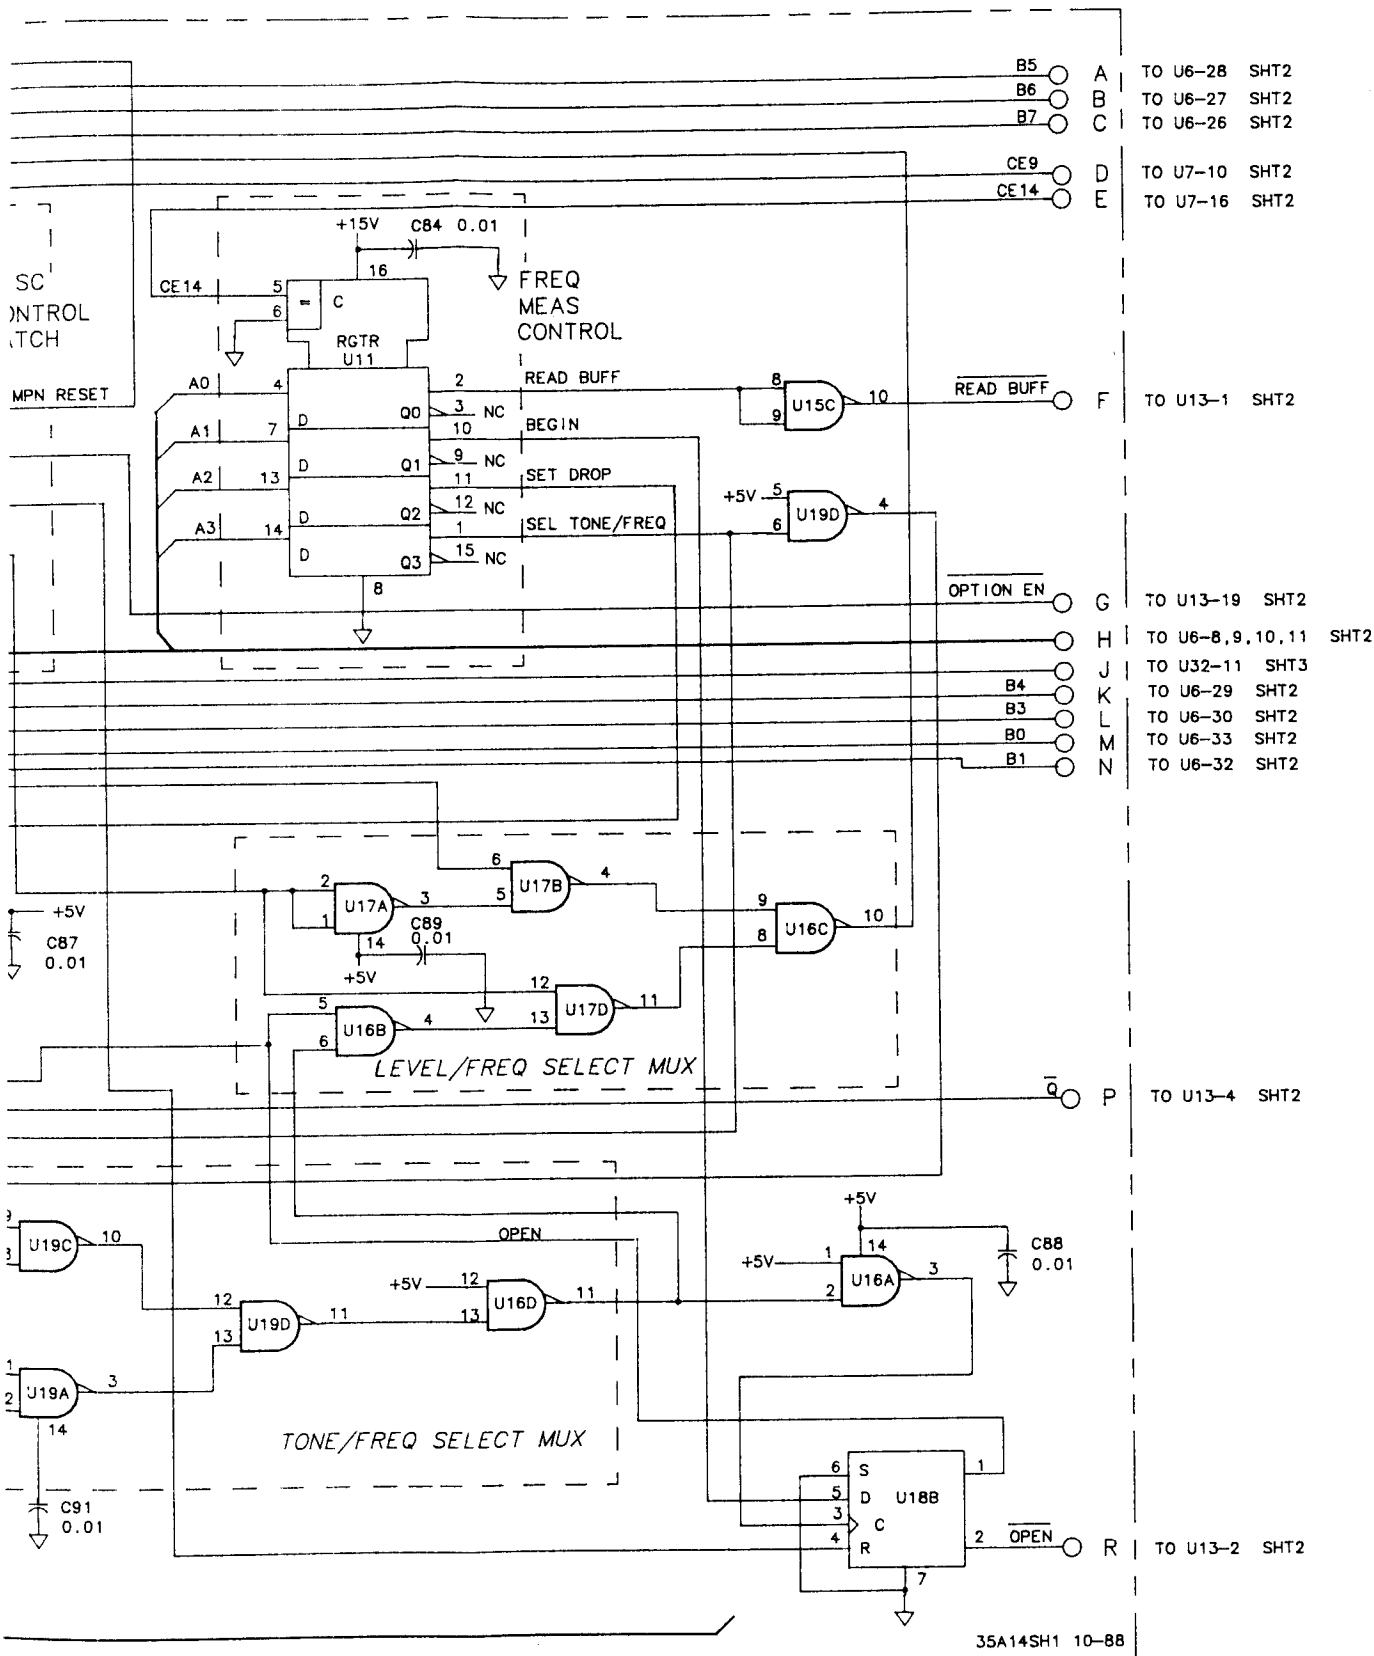 B5 A TO U6-28 SHT2
B6 B TO U6-27 SHT2
B7 C TO U6-26 SHT2
CE9 D TO U7-10 SHT2
CE14 E TO U7-16 SHT2
+15V C84 0.01
16
SC
CE14 5 = C
6
FREQ
MEAS
CONTROL
ONTROL
ATCH
RGTR
U11
MPN RESET
A0 4 D Q0 2 READ BUFF
3 NC
8 9 U15C 10 READ BUFF F TO U13-1 SHT2
A1 7 D Q1 10 BEGIN
9 NC
A2 13 D Q2 11 SET DROP
12 NC
+5V 5 6 U19D 4
A3 14 D Q3 1 SEL TONE/FREQ
15 NC
8
OPTION EN G TO U13-19 SHT2
H TO U6-8,9,10,11 SHT2
J TO U32-11 SHT3
B4 K TO U6-29 SHT2
B3 L TO U6-30 SHT2
B0 M TO U6-33 SHT2
B1 N TO U6-32 SHT2
6 5 U17B 4
2 1 U17A 3
9 8 U16C 10
+5V
C87
0.01
14 C89
0.01
+5V
12 13 U17D 11
5 6 U16B 4
LEVEL/FREQ SELECT MUX
Q P TO U13-4 SHT2
9 8 U19C 10
OPEN
+5V
+5V 1 2 U16A 14 3
C88
0.01
+5V 12 13 U16D 11
12 13 U19D 11
1 2 U19A 3
14
TONE/FREQ SELECT MUX
C91
0.01
6 S 1
5 D U18B
3 C
4 R 2 OPEN R TO U13-2 SHT2
7
35A14SH1 10-88